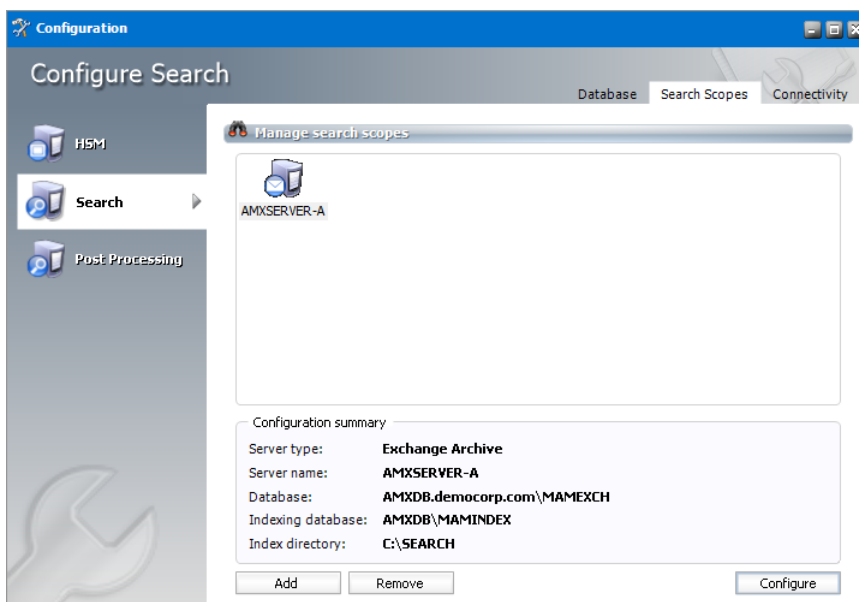 Configuration
Configure Search
Database Search Scopes Connectivity
HSM
Search
Post Processing
Manage search scopes
AMXSERVER-A
Configuration summary
Server type: Exchange Archive
Server name: AMXSERVER-A
Database: AMXDB.democorp.com\MAMEXCH
Indexing database: AMXDB\MAMINDEX
Index directory: C:\SEARCH
Add Remove Configure